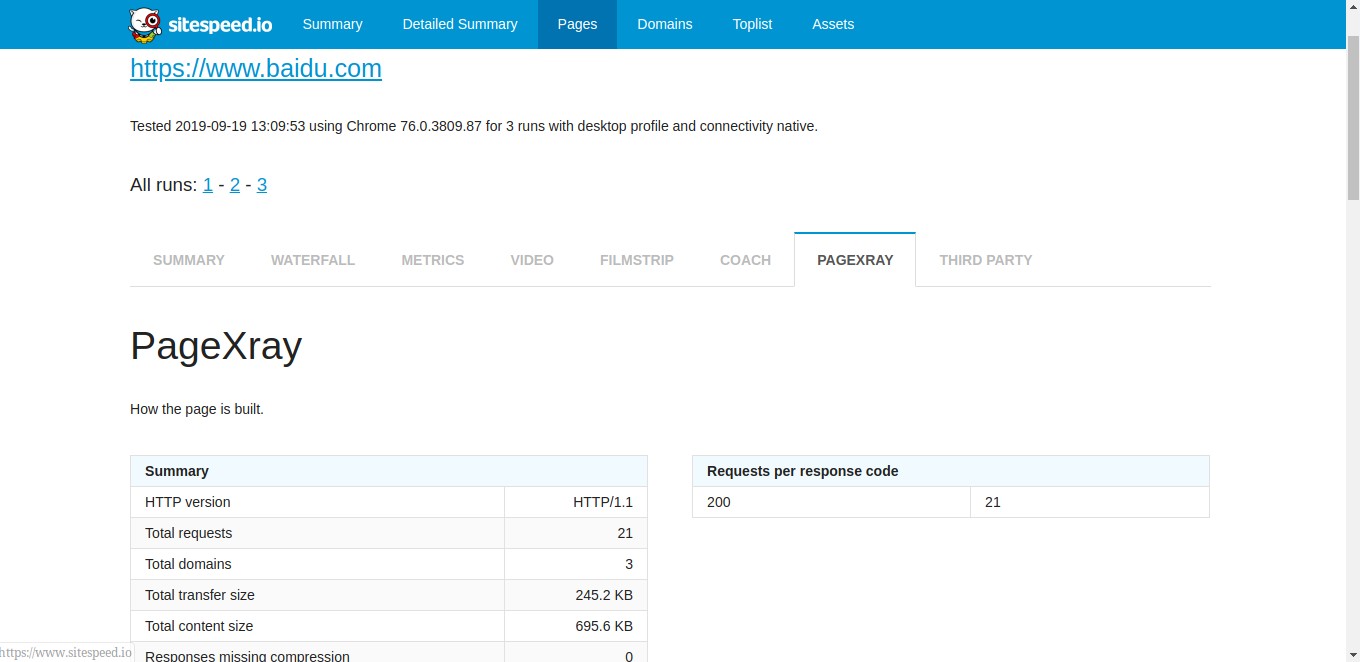 sitespeed.io Summary Detailed Summary Pages Domains Toplist Assets
https://www.baidu.com
Tested 2019-09-19 13:09:53 using Chrome 76.0.3809.87 for 3 runs with desktop profile and connectivity native.
All runs: 1 - 2 - 3
SUMMARY WATERFALL METRICS VIDEO FILMSTRIP COACH PAGEXRAY THIRD PARTY
PageXray
How the page is built.
Summary
HTTP version HTTP/1.1
Total requests 21
Total domains 3
Total transfer size 245.2 KB
Total content size 695.6 KB
Responses missing compression 0
Requests per response code
200 21
https://www.sitespeed.io